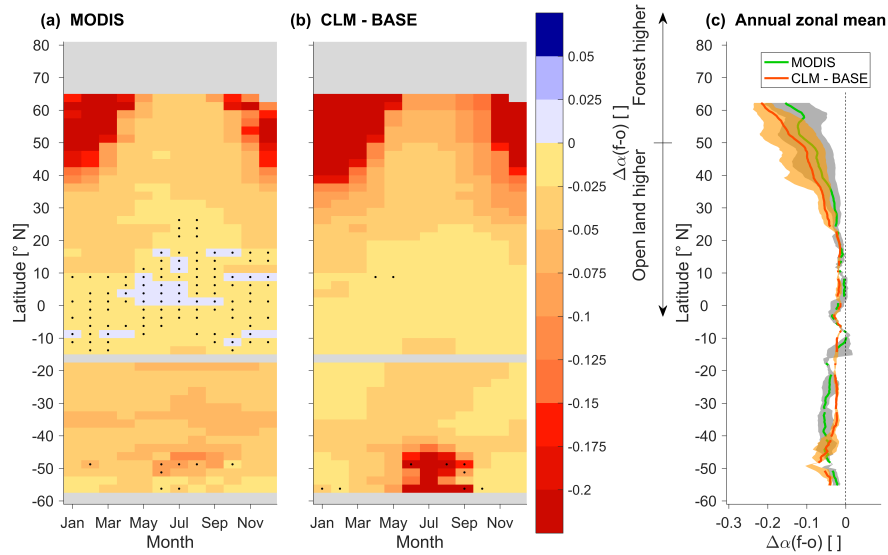 (a) MODIS
(b) CLM - BASE
(c) Annual zonal mean
80
70
60
50
40
30
20
10
0
-10
-20
-30
-40
-50
-60
Latitude [° N]
Jan Mar May Jul Sep Nov
Month
Jan Mar May Jul Sep Nov
Month
0.05
0.025
0
-0.025
-0.05
-0.075
-0.1
-0.125
-0.15
-0.175
-0.2
Δα(f-o) [ ]
Forest higher
Open land higher
MODIS
CLM - BASE
80
70
60
50
40
30
20
10
0
-10
-20
-30
-40
-50
-60
Latitude [° N]
-0.3 -0.2 -0.1 0
Δα(f-o) [ ]